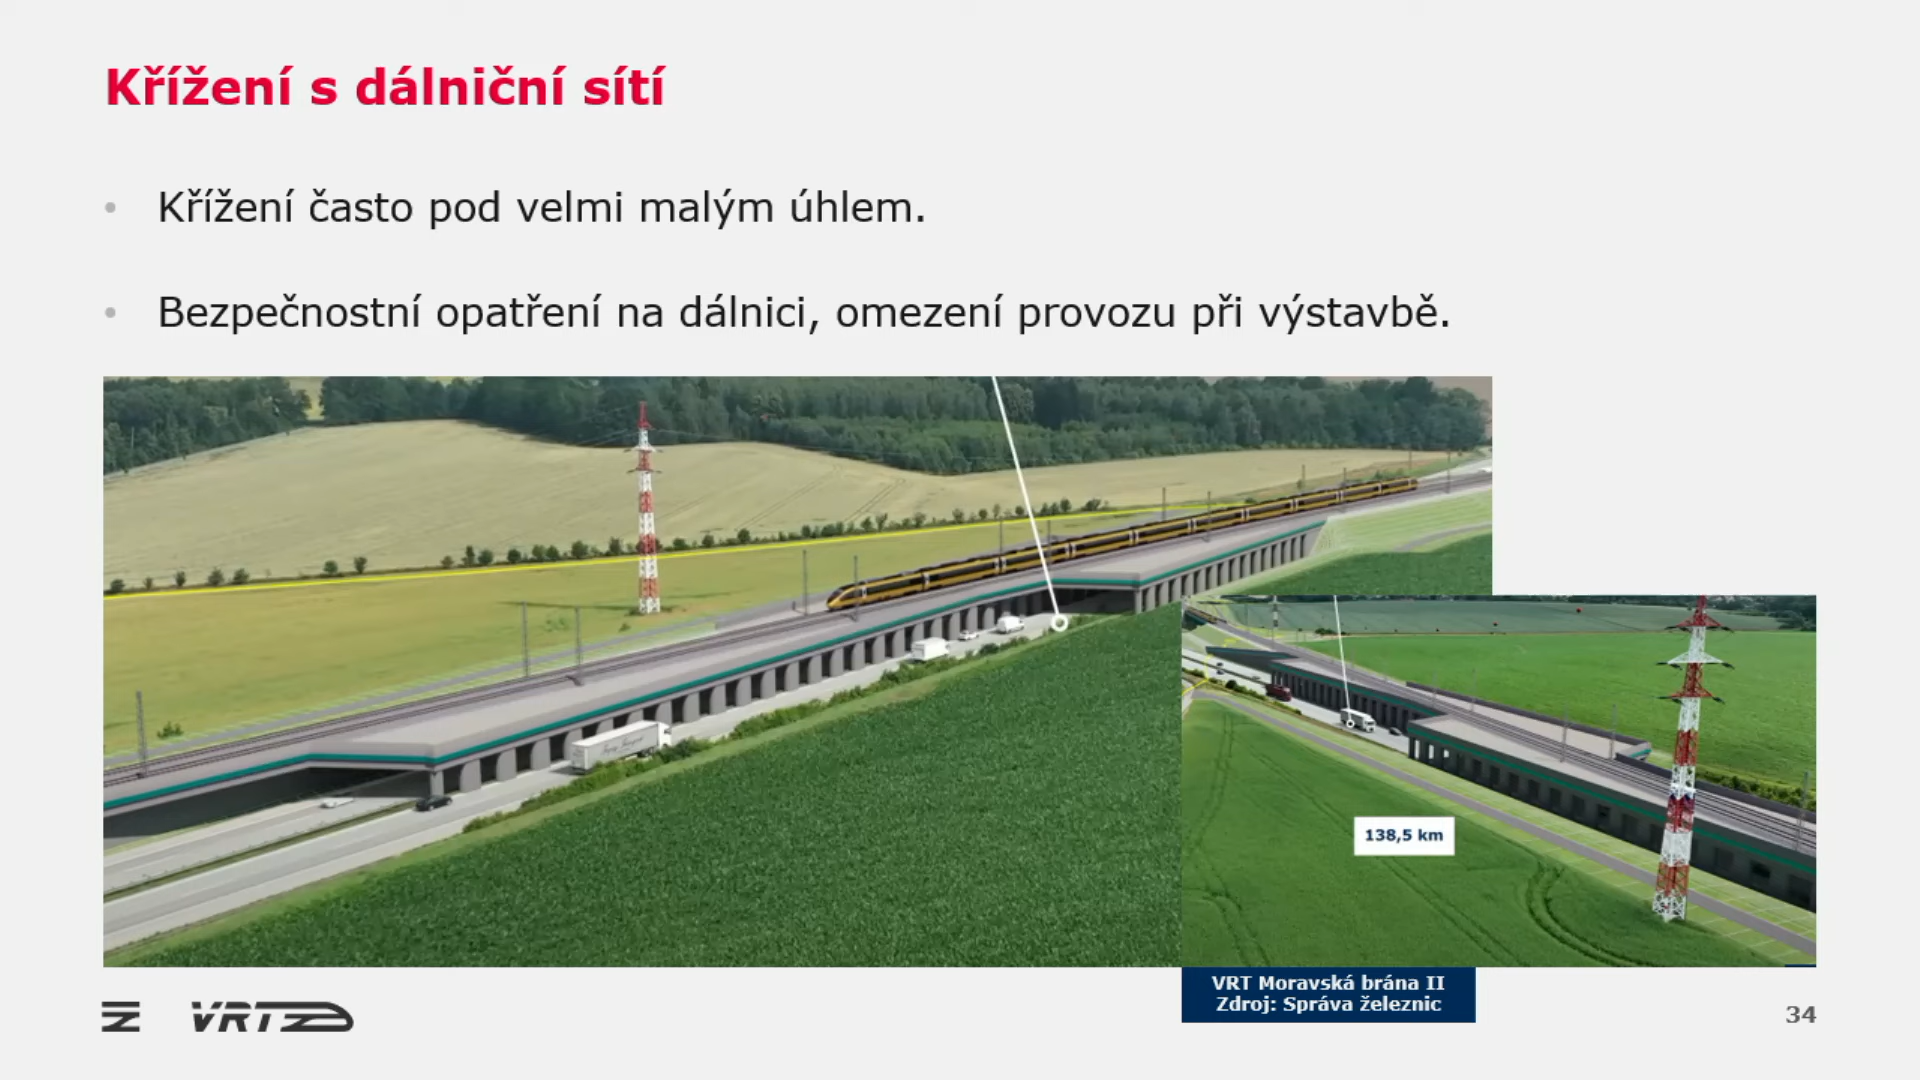 Křížení s dálniční sítí
• Křížení často pod velmi malým úhlem.
• Bezpečnostní opatření na dálnici, omezení provozu při výstavbě.
138,5 km
VRT Moravská brána II
Zdroj: Správa železnic
VRT
34